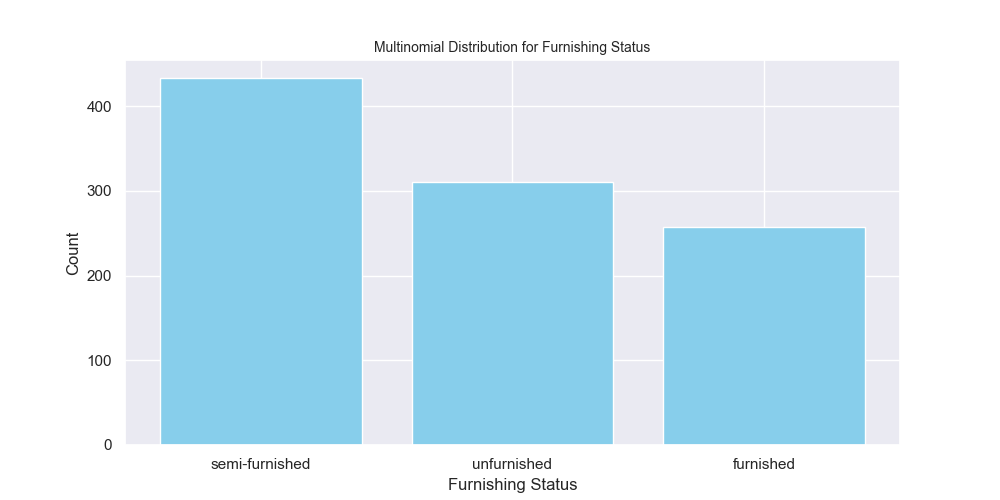 Multinomial Distribution for Furnishing Status
400
300
200
100
0
Count
semi-furnished unfurnished furnished
Furnishing Status